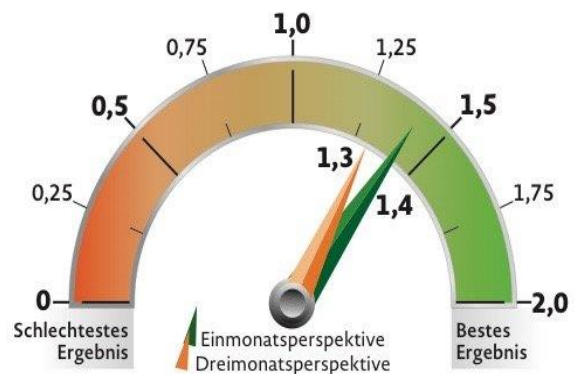 1,0
0,75
1,25
0,5
1,5
1,3
0,25
1,4
1,75
0
2,0
Schlechtestes
Ergebnis
Einmonatsperspektive
Dreimonatsperspektive
Bestes
Ergebnis